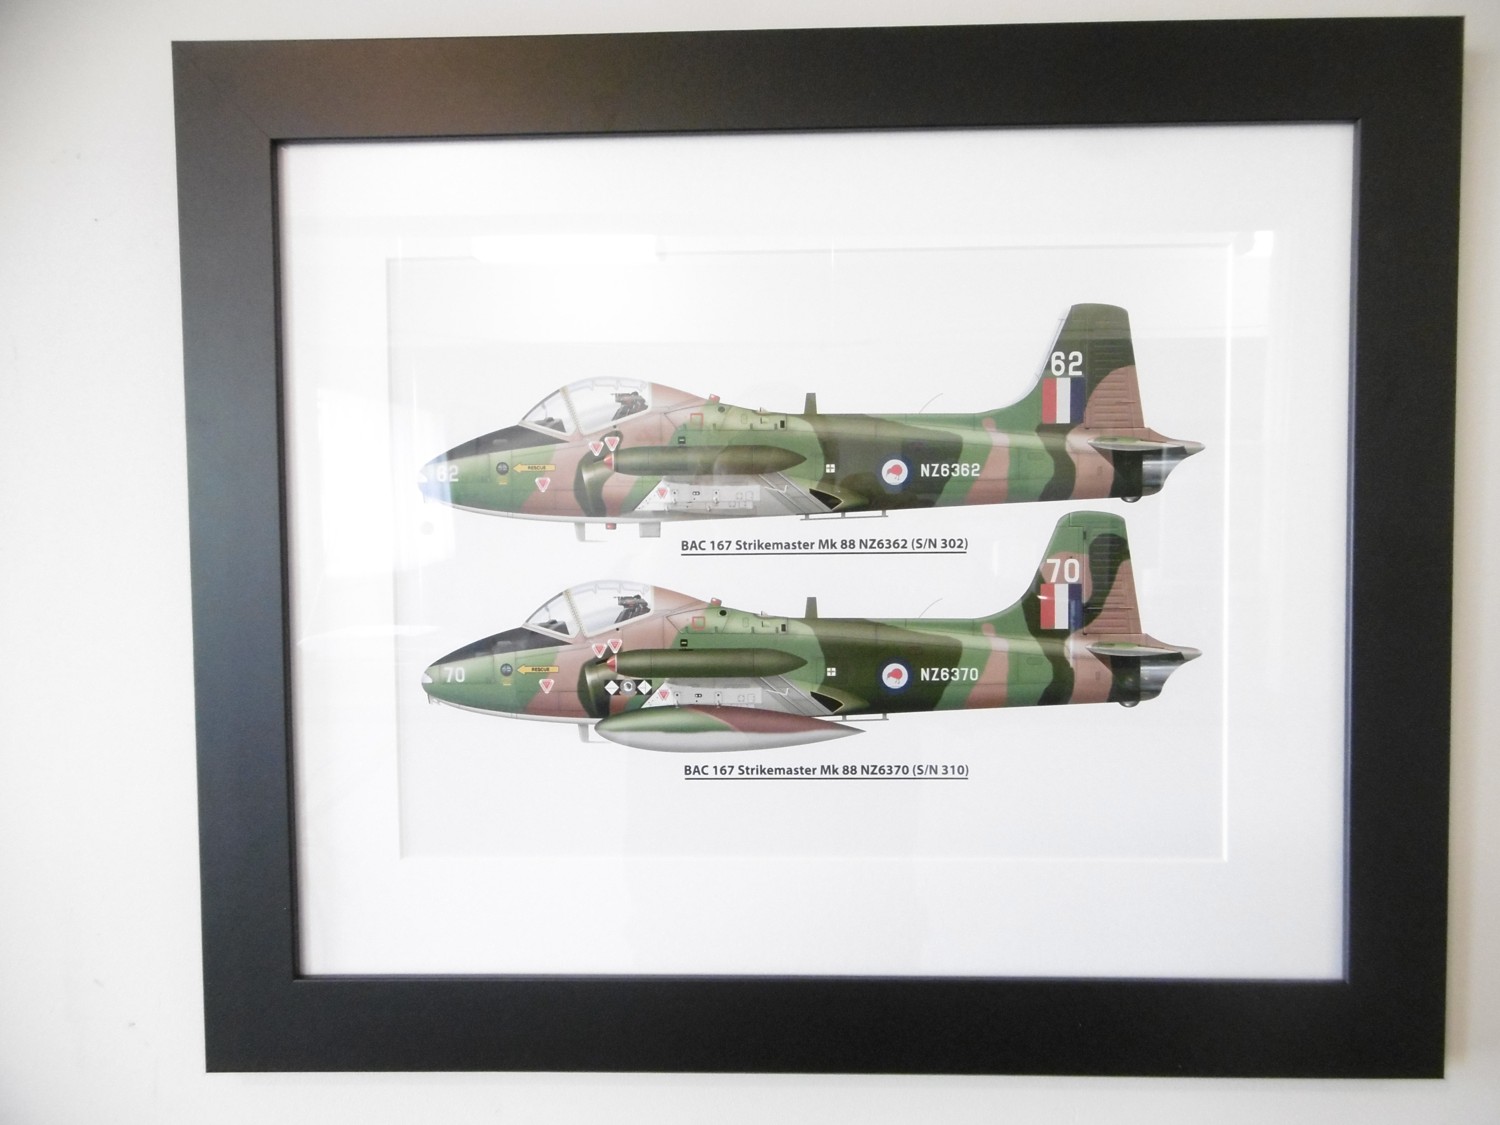 62
62
RESCUE
NZ6362
BAC 167 Strikemaster Mk 88 NZ6362 (S/N 302)
70
70
RESCUE
NZ6370
BAC 167 Strikemaster Mk 88 NZ6370 (S/N 310)